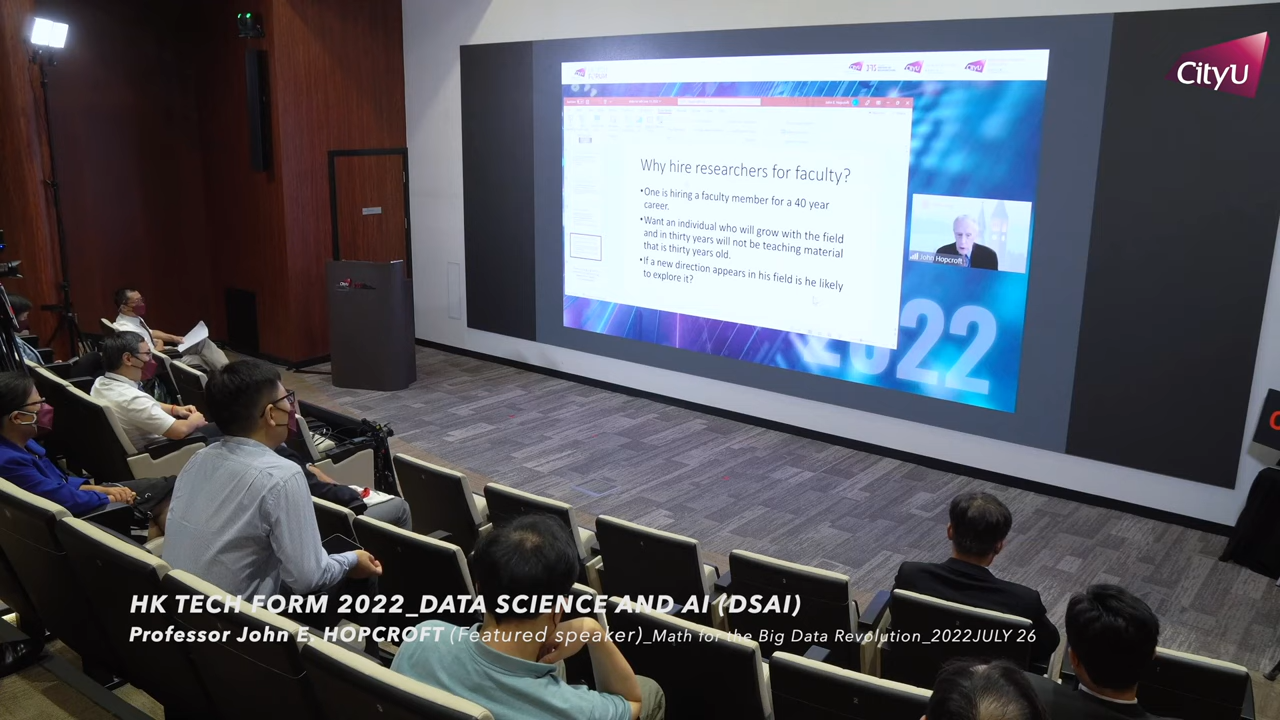 CityU
CityU
CityU
Why hire researchers for faculty?
•One is hiring a faculty member for a 40 year
career.
•Want an individual who will grow with the field
and in thirty years will not be teaching material
that is thirty years old.
•If a new direction appears in his field is he likely
to explore it?
John Hopcroft
2022
HK TECH FORM 2022_DATA SCIENCE AND AI (DSAI)
Professor John E. HOPCROFT (Featured speaker)_Math for the Big Data Revolution_2022JULY 26